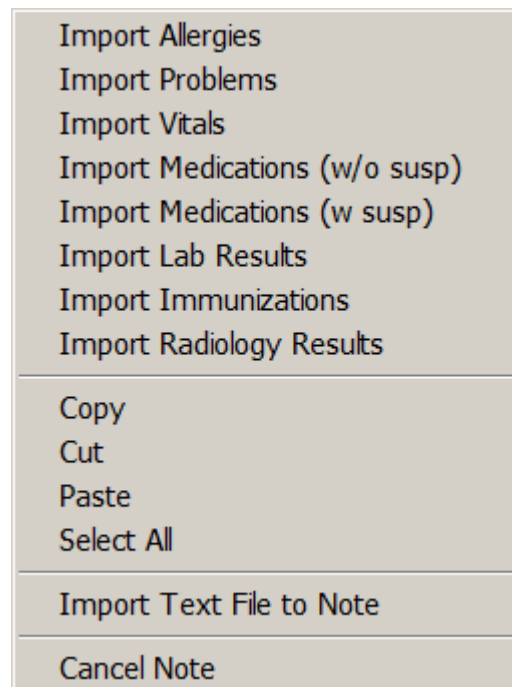 Import Allergies
Import Problems
Import Vitals
Import Medications (w/o susp)
Import Medications (w susp)
Import Lab Results
Import Immunizations
Import Radiology Results
Copy
Cut
Paste
Select All
Import Text File to Note
Cancel Note